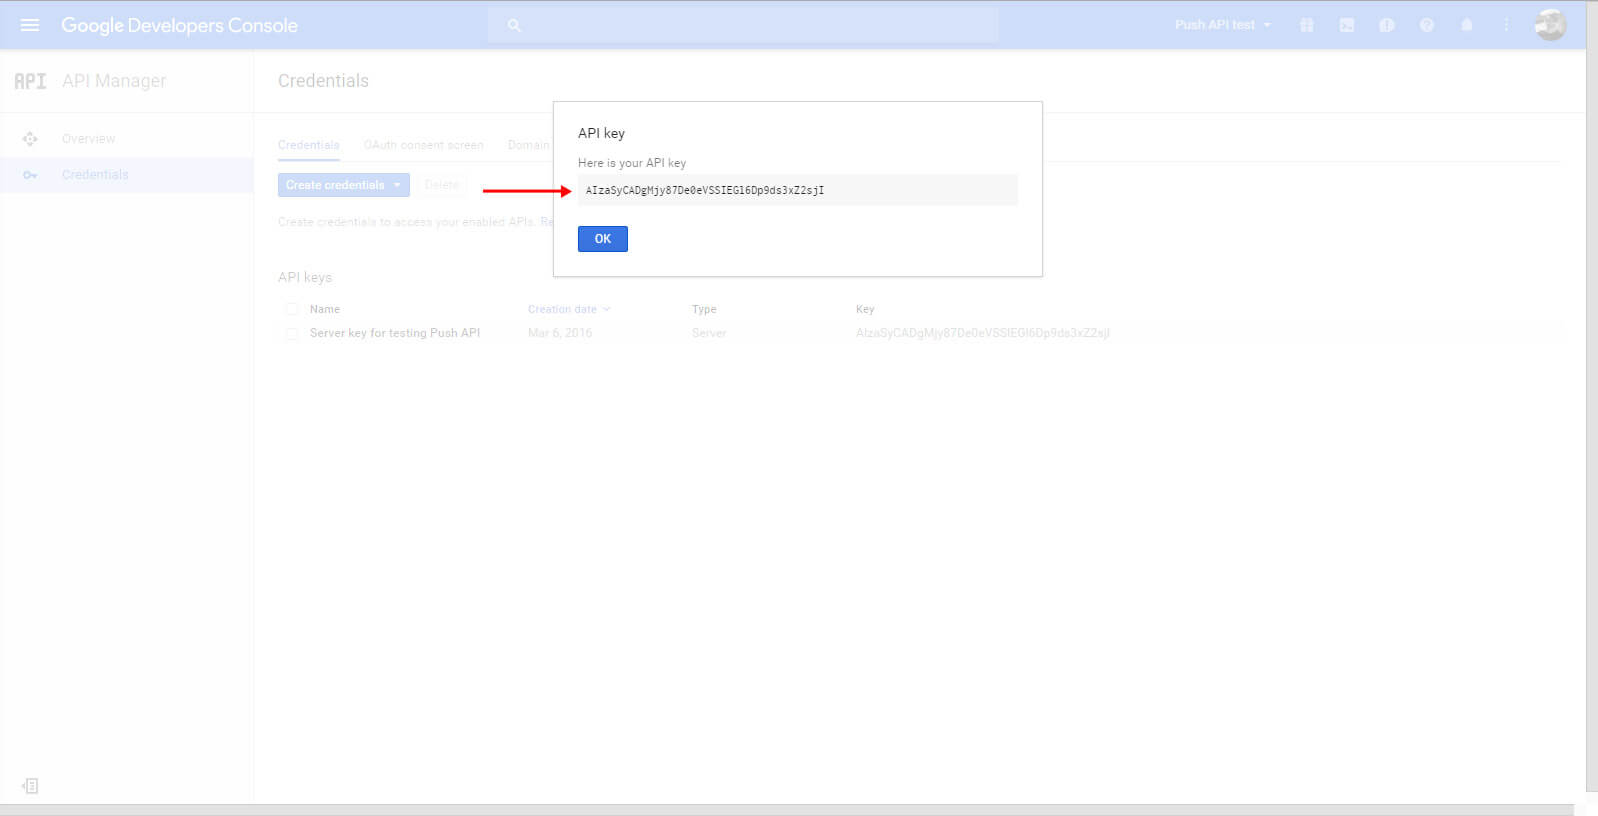 Google Developers Console
Push API test
API
API Manager
Credentials
Overview
Credentials
Credentials
OAuth consent screen
Domain
Create credentials
Delete
Create credentials to access your enabled APIs. Re
API key
Here is your API key
AIzaSyCADgMjy87De0eVSSIEGl6Dp9ds3xZ2sjI
OK
API keys
Name
Creation date
Type
Key
Server key for testing Push API
Mar 6, 2016
Server
AIzaSyCADgMjy87De0eVSSIEGl6Dp9ds3xZ2sjI